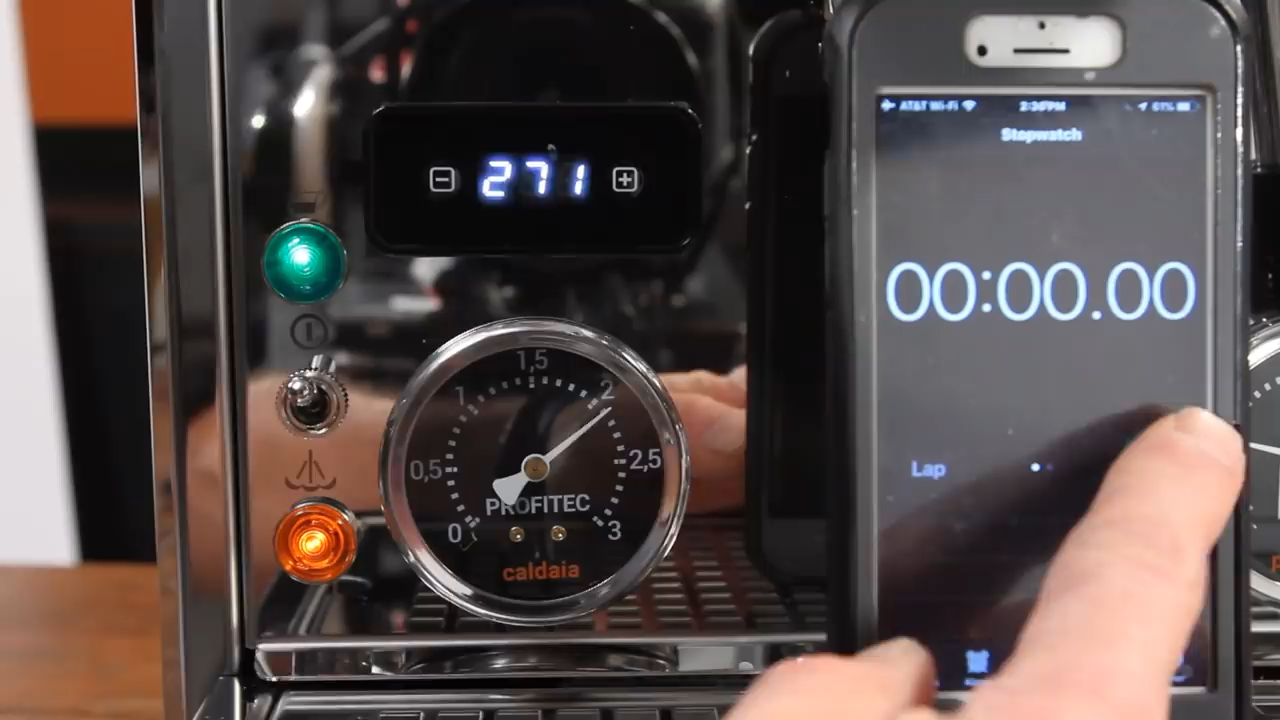 271
AT&T Wi-Fi
2:36 PM
61%
Stopwatch
00:00.00
Lap
0
0,5
1
1,5
2
2,5
3
PROFITEC
caldaia